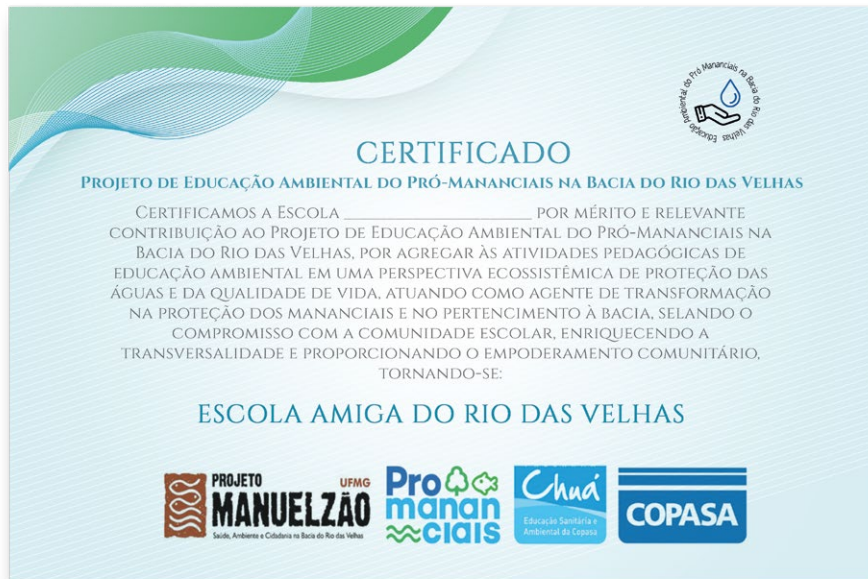 Educação Ambiental do Pró Mananciais na Bacia do Rio das Velhas
CERTIFICADO
Projeto de Educação Ambiental do Pró-Mananciais na Bacia do Rio das Velhas
Certificamos a Escola ______________________ por mérito e relevante
contribuição ao Projeto de Educação Ambiental do Pró-Mananciais na
Bacia do Rio das Velhas, por agregar às atividades pedagógicas de
educação ambiental em uma perspectiva ecossistêmica de proteção das
águas e da qualidade de vida, atuando como agente de transformação
na proteção dos mananciais e no pertencimento à bacia, selando o
compromisso com a comunidade escolar, enriquecendo a
transversalidade e proporcionando o empoderamento comunitário,
tornando-se:
ESCOLA AMIGA DO RIO DAS VELHAS
PROJETO UFMG
MANUELZÃO
Saúde, Ambiente e Cidadania na Bacia do Rio das Velhas
Pro
manan
ciais
Chuá
Educação Sanitária e
Ambiental da Copasa
COPASA